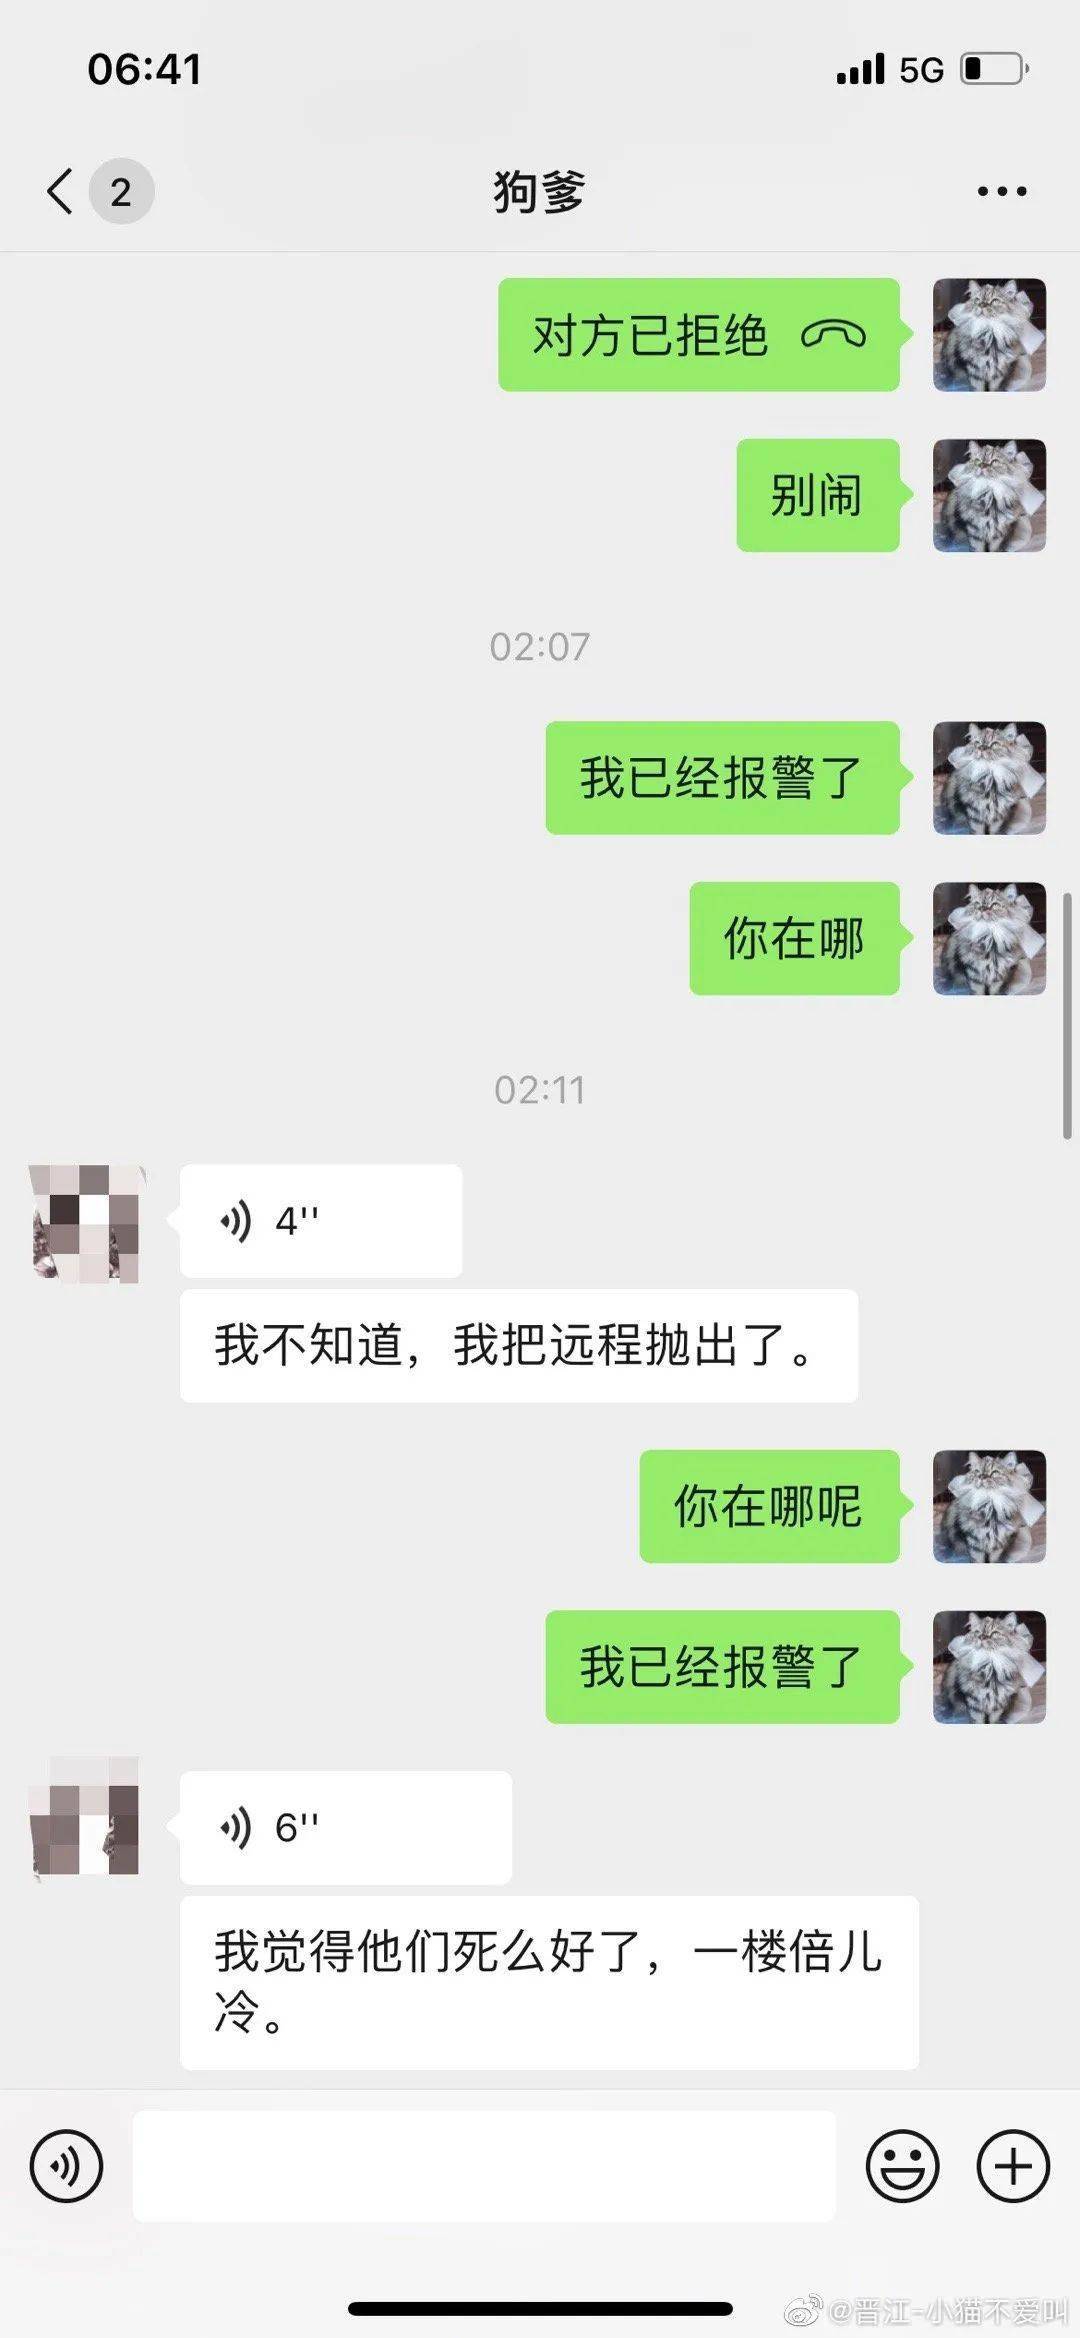 06:41
5G
2
狗爹
对方已拒绝
别闹
02:07
我已经报警了
你在哪
02:11
4''
我不知道，我把远程抛出了。
你在哪呢
我已经报警了
6''
我觉得他们死么好了，一楼倍儿
冷。
@晋江-小猫不爱叫